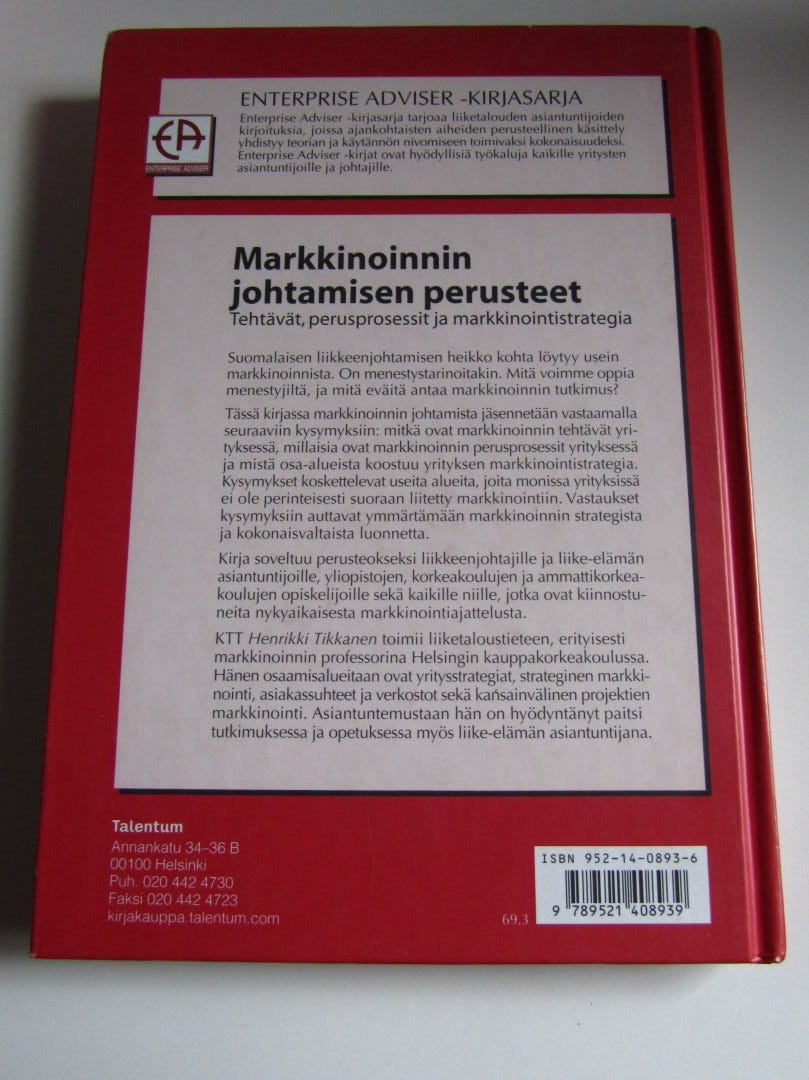 ENTERPRISE ADVISER -KIRJASARJA
Enterprise Adviser -kirjasarja tarjoaa liiketalouden asiantuntijoiden
kirjoituksia, joissa ajankohtaisten aiheiden perusteellinen käsittely
yhdistyy teorian ja käytännön nivomiseen toimivaksi kokonaisuudeksi.
Enterprise Adviser -kirjat ovat hyödyllisiä työkaluja kaikille yritysten
asiantuntijoille ja johtajille.
EA
ENTERPRISE ADVISER
Markkinoinnin
johtamisen perusteet
Tehtävät, perusprosessit ja markkinointistrategia
Suomalaisen liikkeenjohtamisen heikko kohta löytyy usein
markkinoinnista. On menestystarinoitakin. Mitä voimme oppia
menestyjiltä, ja mitä eväitä antaa markkinoinnin tutkimus?
Tässä kirjassa markkinoinnin johtamista jäsennetään vastaamalla
seuraaviin kysymyksiin: mitkä ovat markkinoinnin tehtävät yri-
tyksessä, millaisia ovat markkinoinnin perusprosessit yrityksessä
ja mistä osa-alueista koostuu yrityksen markkinointistrategia.
Kysymykset koskettelevat useita alueita, joita monissa yrityksissä
ei ole perinteisesti suoraan liitetty markkinointiin. Vastaukset
kysymyksiin auttavat ymmärtämään markkinoinnin strategista
ja kokonaisvaltaista luonnetta.
Kirja soveltuu perusteokseksi liikkeenjohtajille ja liike-elämän
asiantuntijoille, yliopistojen, korkeakoulujen ja ammattikorkea-
koulujen opiskelijoille sekä kaikille niille, jotka ovat kiinnostu-
neita nykyaikaisesta markkinointiajattelusta.
KTT Henrikki Tikkanen toimii liiketaloustieteen, erityisesti
markkinoinnin professorina Helsingin kauppakorkeakoulussa.
Hänen osaamisalueitaan ovat yritysstrategiat, strateginen markki-
nointi, asiakassuhteet ja verkostot sekä kansainvälinen projektien
markkinointi. Asiantuntemustaan hän on hyödyntänyt paitsi
tutkimuksessa ja opetuksessa myös liike-elämän asiantuntijana.
Talentum
Annankatu 34–36 B
00100 Helsinki
Puh. 020 442 4730
Faksi 020 442 4723
kirjakauppa.talentum.com
69.3
ISBN 952-14-0893-6
9 789521 408939